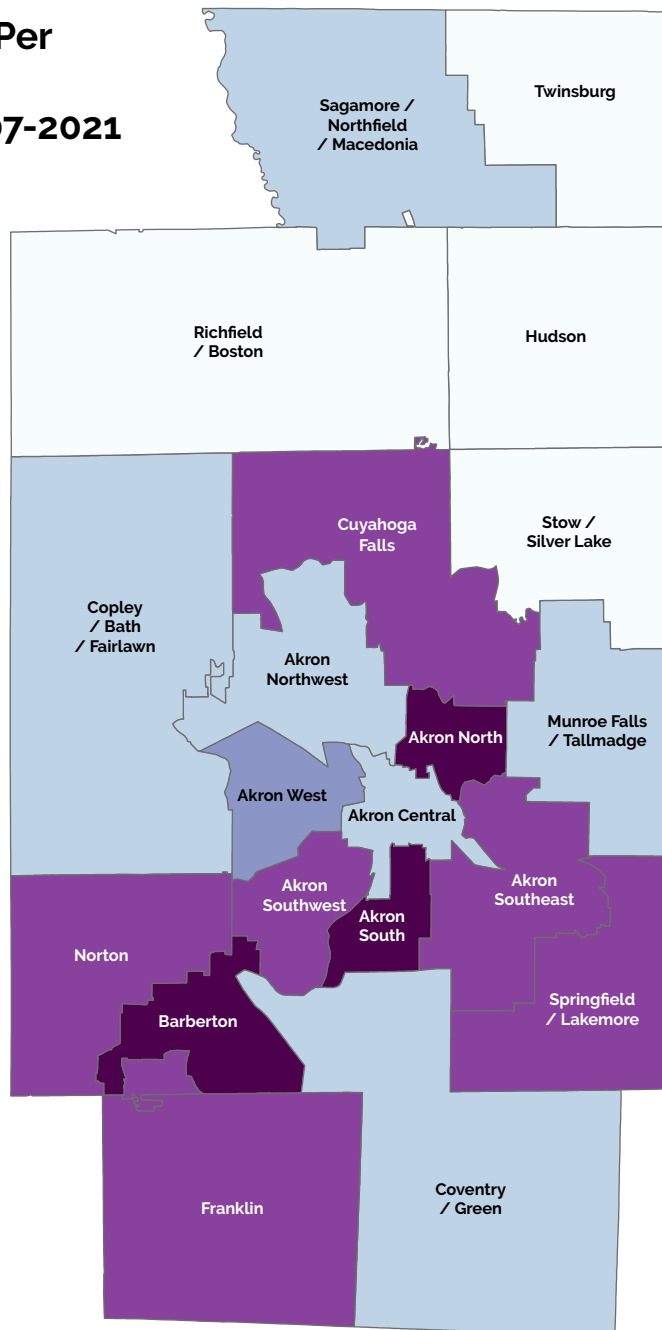 Per
07-2021
Sagamore /
Northfield
/ Macedonia
Twinsburg
Richfield
/ Boston
Hudson
Cuyahoga
Falls
Stow /
Silver Lake
Copley
/ Bath
/ Fairlawn
Akron
Northwest
Munroe Falls
/ Tallmadge
Akron North
Akron West
Akron Central
Akron
Southwest
Akron
South
Akron
Southeast
Norton
Barberton
Springfield
/ Lakemore
Franklin
Coventry
/ Green